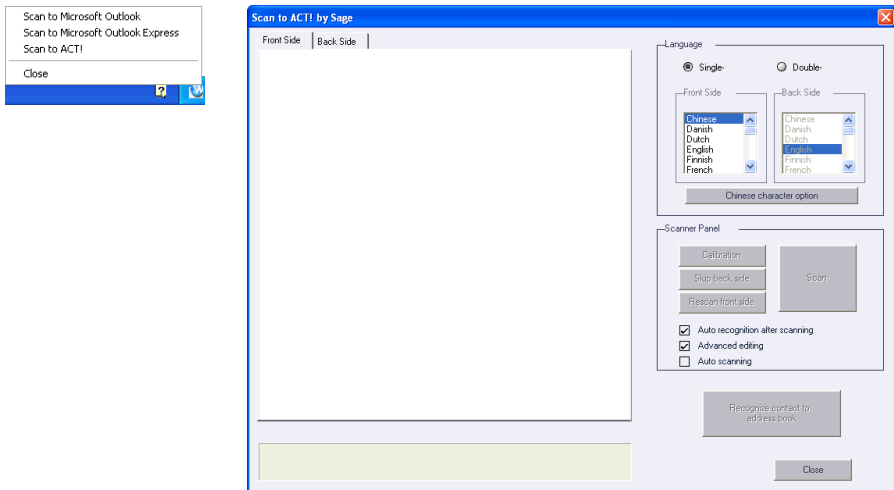 Scan to Microsoft Outlook
Scan to Microsoft Outlook Express
Scan to ACT!
Close
?
W
Scan to ACT! by Sage
Front Side
Back Side
Language
Single-
Double-
Front Side
Back Side
Chinese
Danish
Dutch
English
Finnish
French
Chinese
Danish
Dutch
English
Finnish
French
Chinese character option
Scanner Panel
Calibration
Skip back side
Rescan front side
Scan
Auto recognition after scanning
Advanced editing
Auto scanning
Recognize contact to
address book
Close